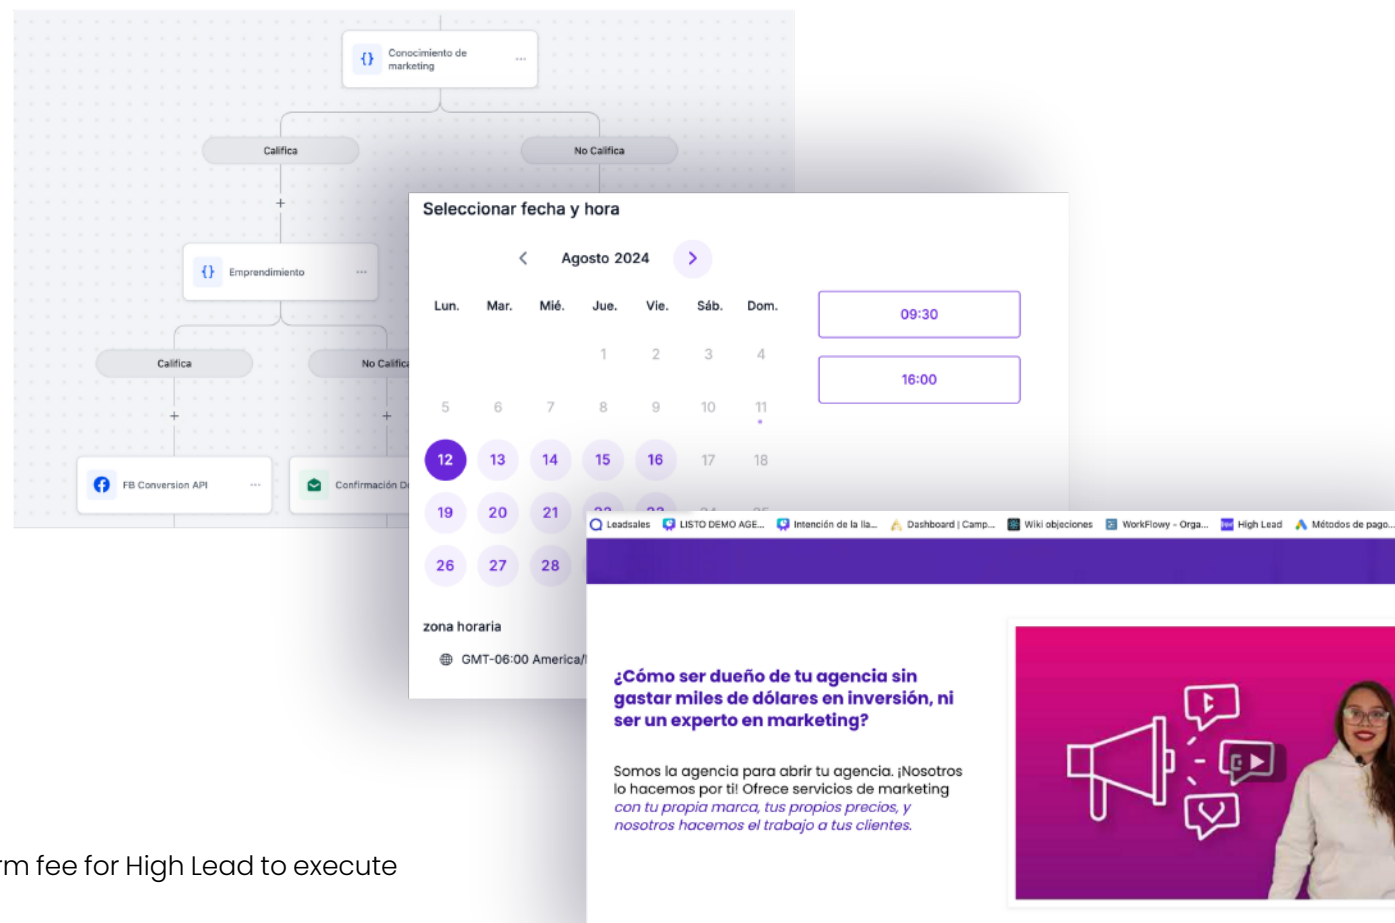 Conocimiento de
marketing
Califica
No Califica
Emprendimiento
Califica
No Califica
FB Conversion API
Confirmación
Seleccionar fecha y hora
Agosto 2024
Lun. Mar. Mié. Jue. Vie. Sáb. Dom.
1 2 3 4
5 6 7 8 9 10 11
12 13 14 15 16 17 18
19 20 21
26 27 28
09:30
16:00
zona horaria
GMT-06:00 America/
Leadsales LISTO DEMO AGE... Intención de la lla... Dashboard | Camp... Wiki objeciones WorkFlowy - Orga... High Lead Métodos de pago...
¿Cómo ser dueño de tu agencia sin
gastar miles de dólares en inversión, ni
ser un experto en marketing?
Somos la agencia para abrir tu agencia. ¡Nosotros
lo hacemos por ti! Ofrece servicios de marketing
con tu propia marca, tus propios precios, y
nosotros hacemos el trabajo a tus clientes.
fee for High Lead to execute